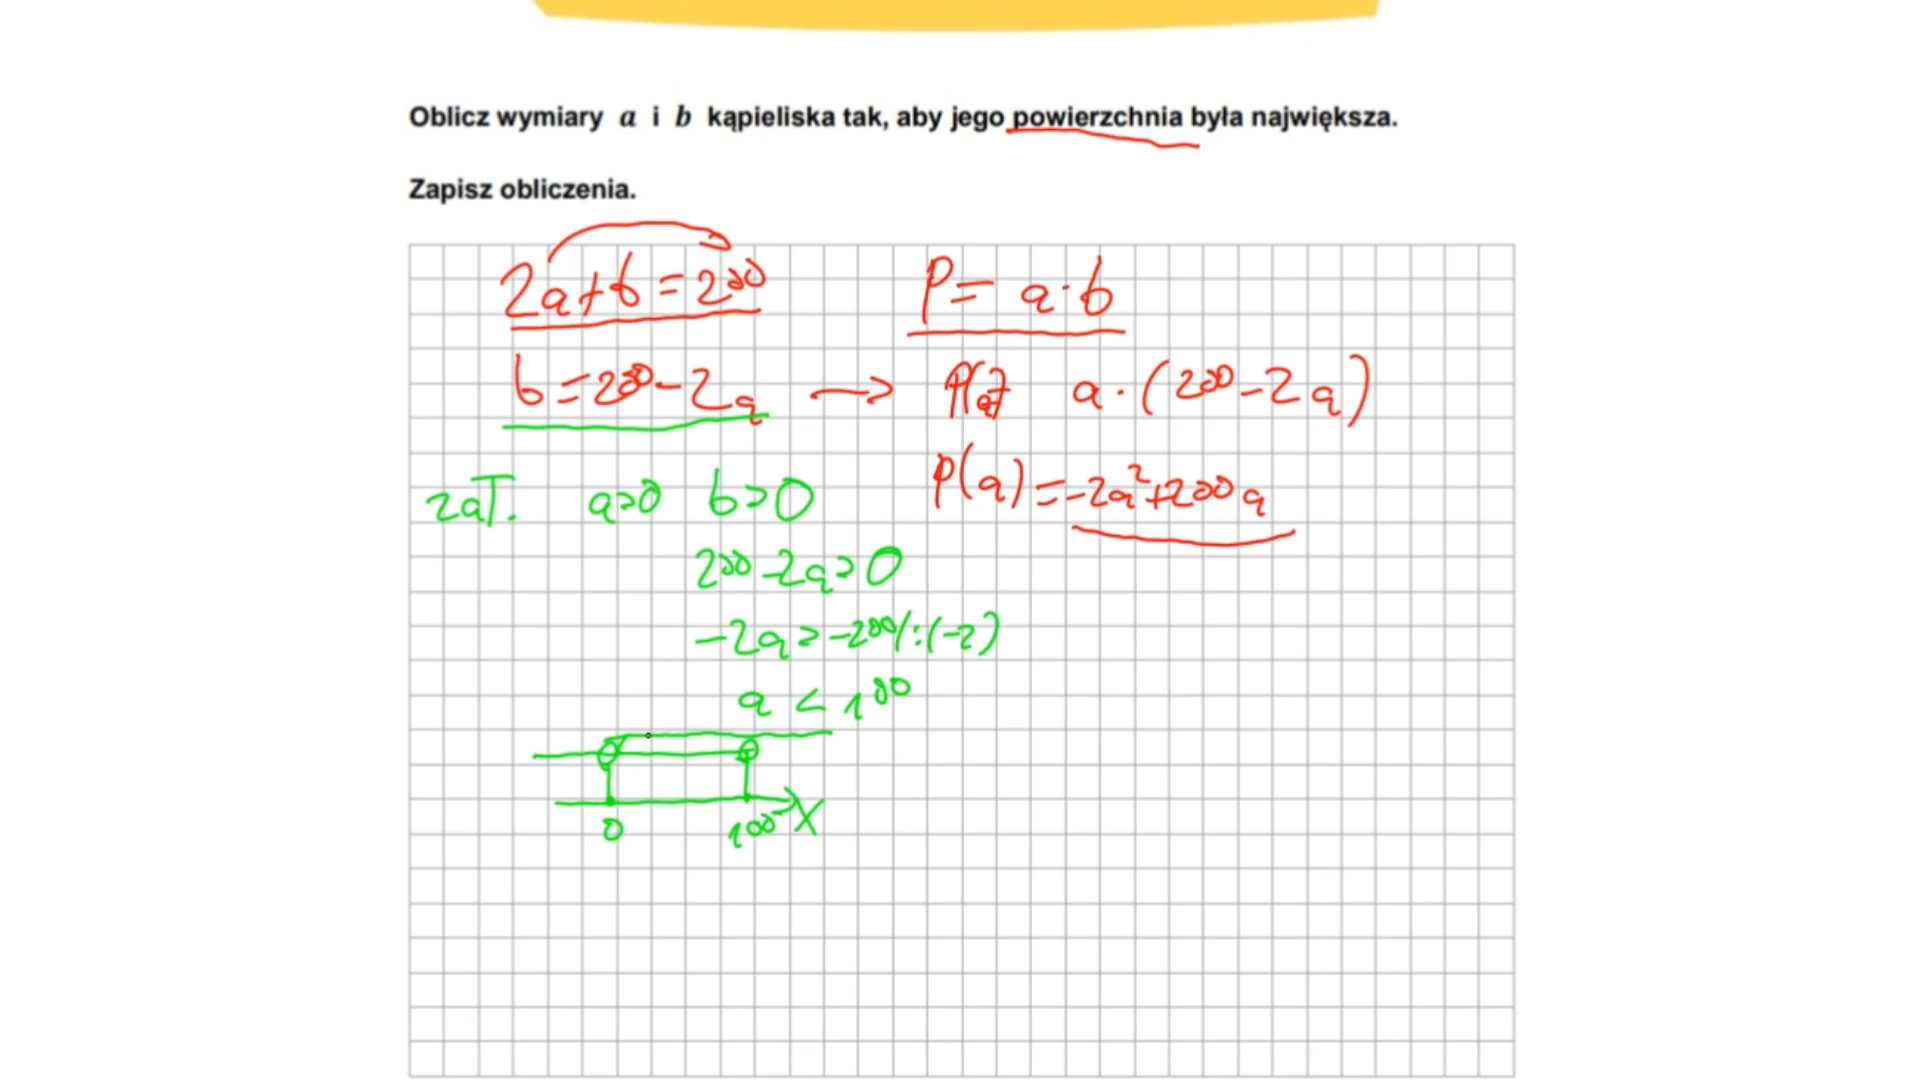 Oblicz wymiary a i b kąpieliska tak, aby jego powierzchnia była największa.
Zapisz obliczenia.
2a+b=200
P= a·b
b=200-2a → P(a)= a·(200-2a)
P(a)=-2a²+200a
zaT. a>0 b>0
200-2a>0
-2a>-200/:(-2)
a<100
0 100 X